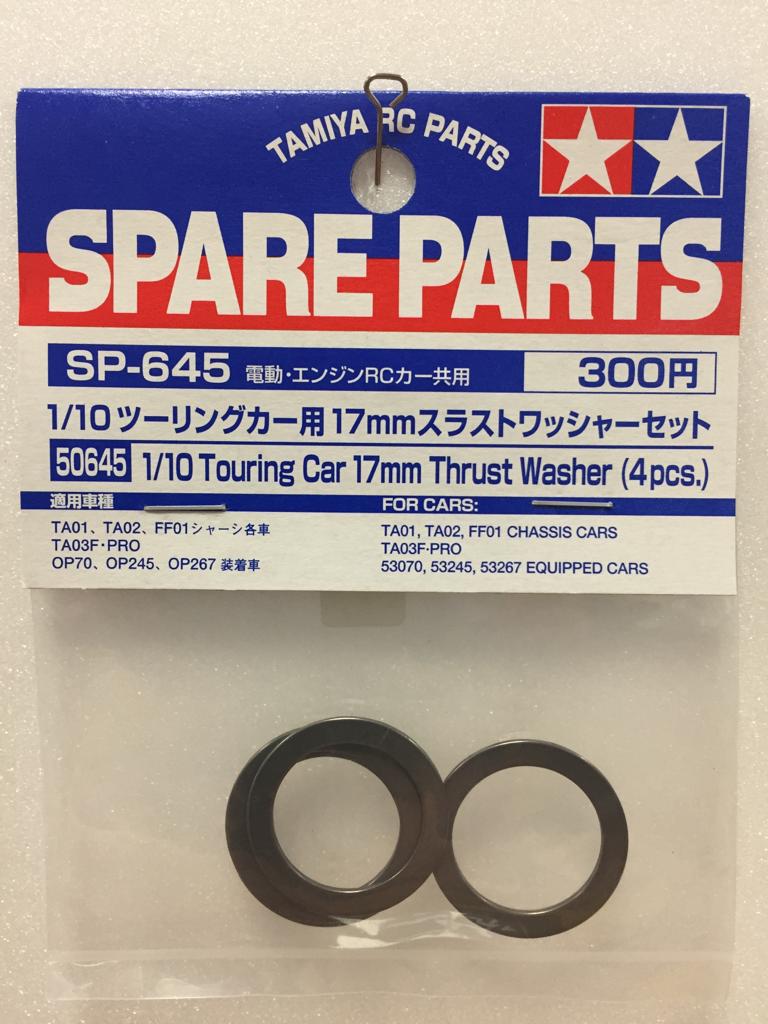 TAMIYA RC PARTS
SPARE PARTS
SP-645 電動・エンジンRCカー共用 300円
1/10ツーリングカー用17mmスラストワッシャーセット
50645 1/10 Touring Car 17mm Thrust Washer (4pcs.)
適用車種
TA01、TA02、FF01シャーシ各車
TA03F・PRO
OP70、OP245、OP267 装着車
FOR CARS:
TA01, TA02, FF01 CHASSIS CARS
TA03F・PRO
53070, 53245, 53267 EQUIPPED CARS